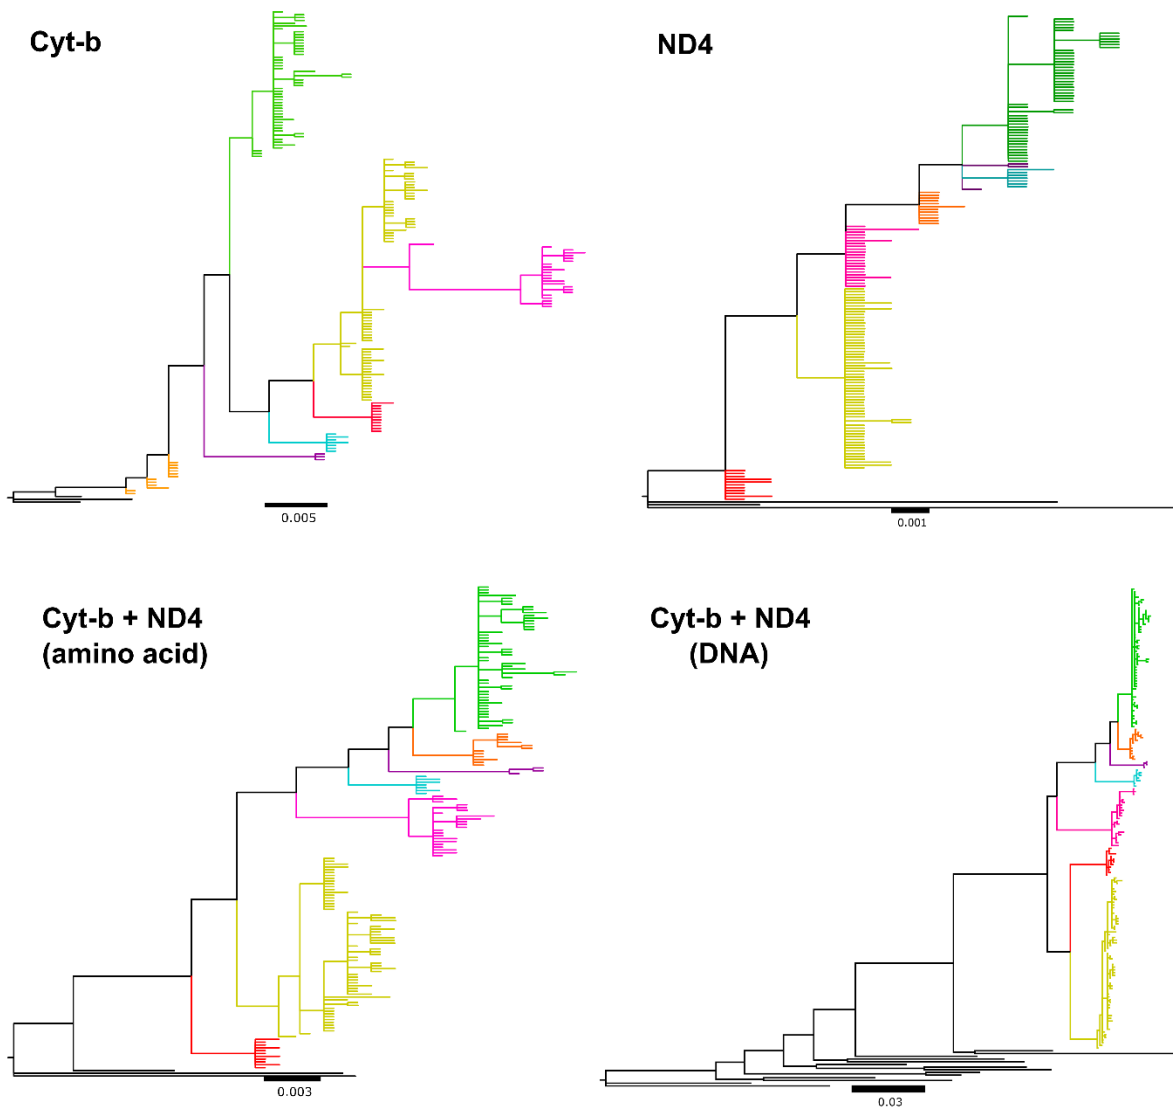 Cyt-b
ND4
0.005
0.001
Cyt-b + ND4
(amino acid)
Cyt-b + ND4
(DNA)
0.003
0.03